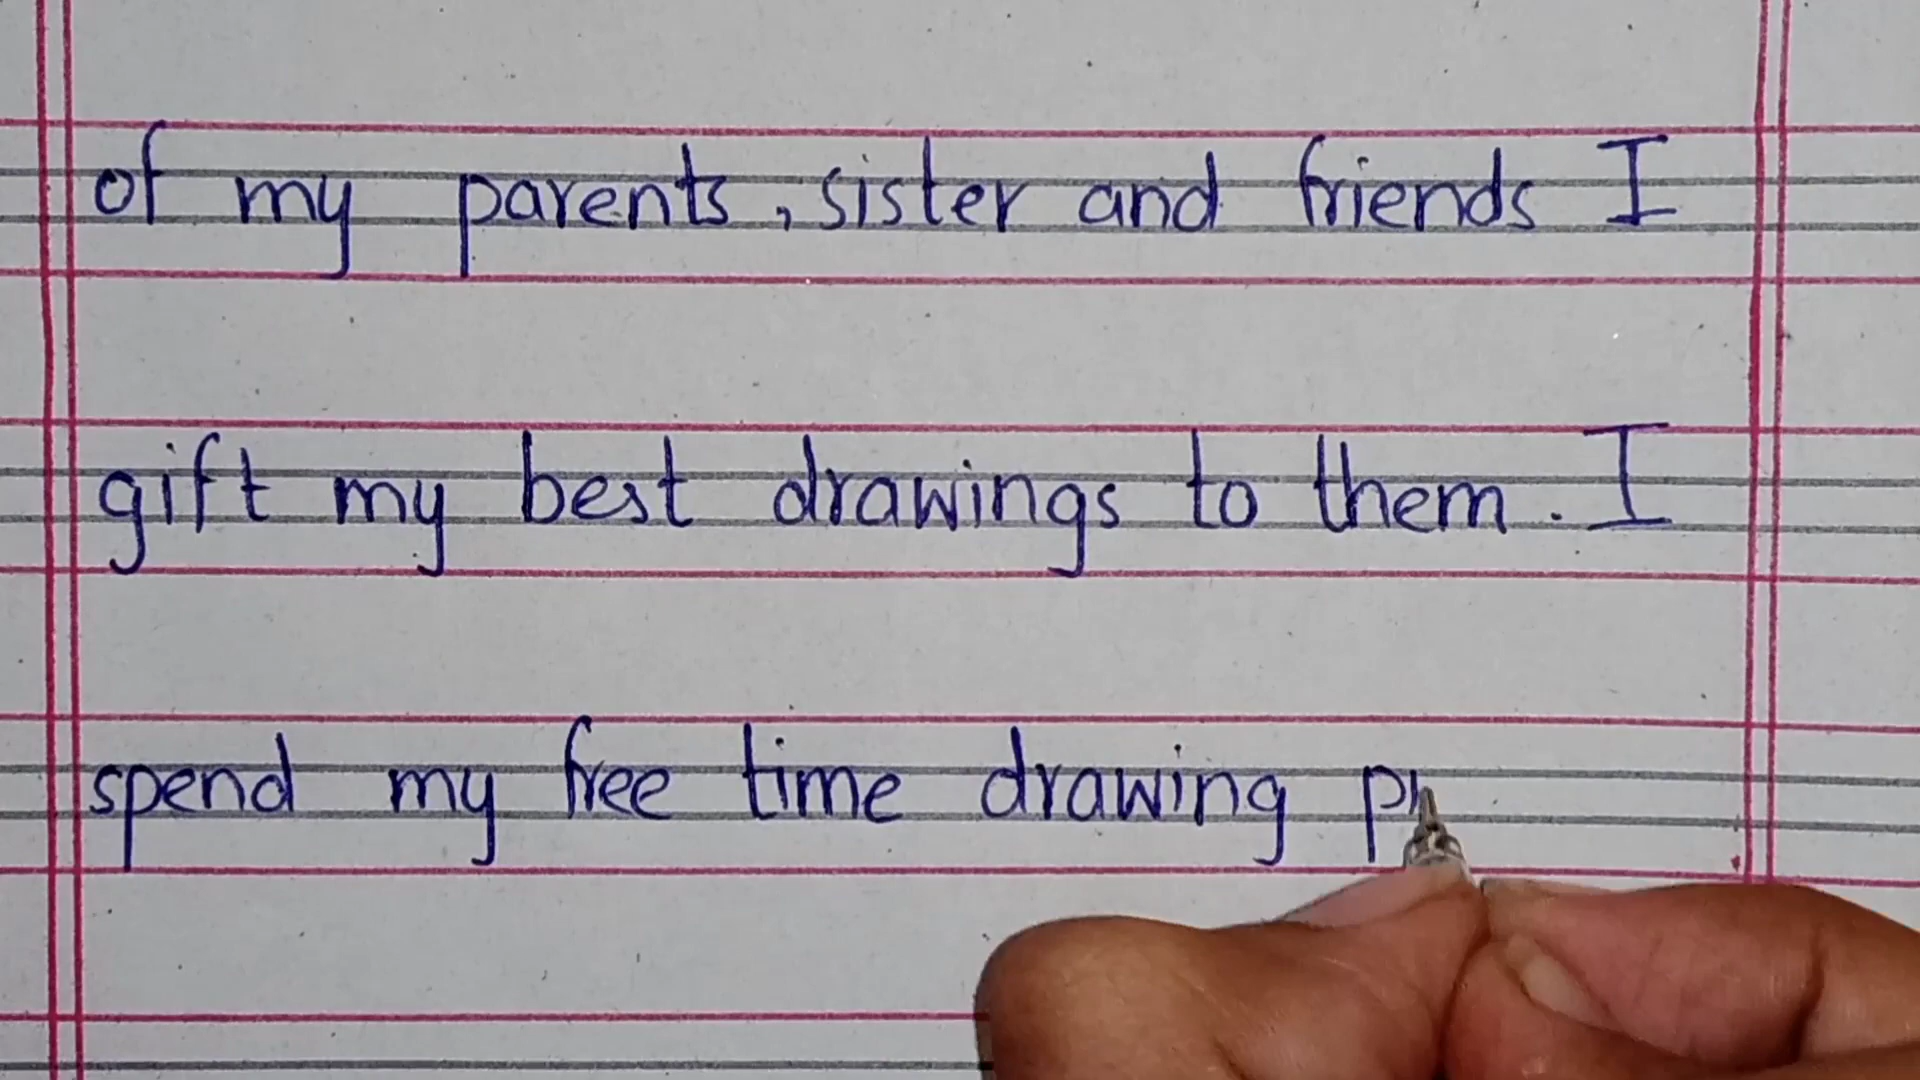 of my parents, sister and friends I
gift my best drawings to them. I
spend my free time drawing